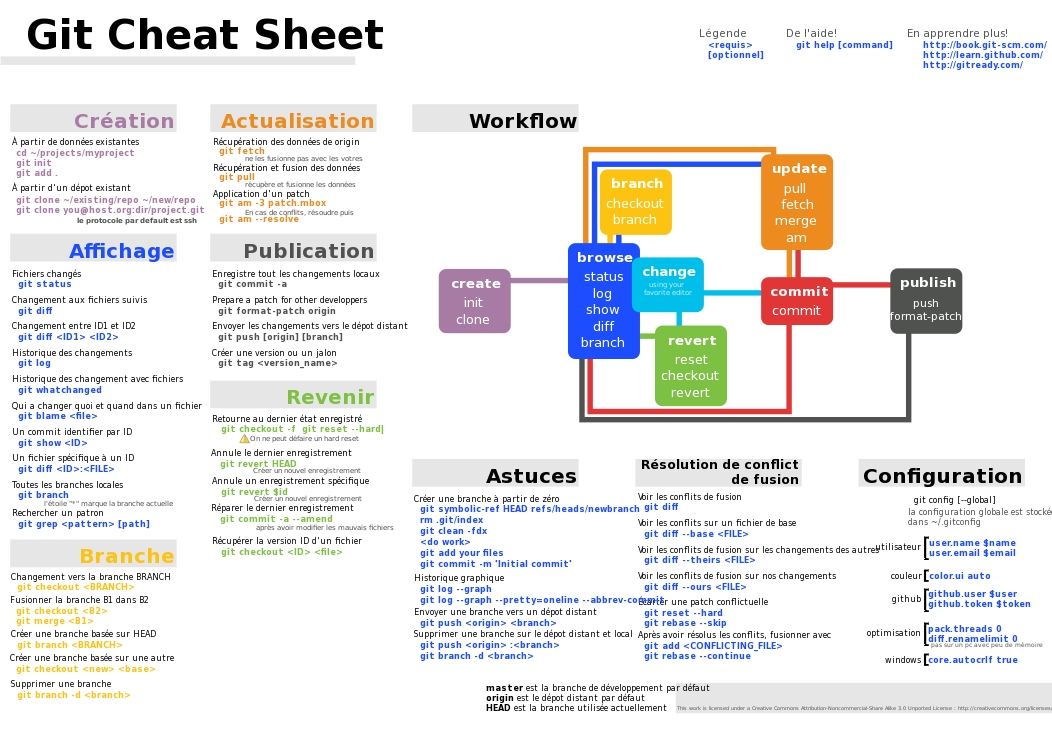 Git Cheat Sheet
Légende
<requis>
[optionnel]
De l'aide!
git help [command]
En apprendre plus!
http://book.git-scm.com/
http://learn.github.com/
http://gitready.com/
Création
À partir de données existantes
cd ~/projects/myproject
git init
git add .
À partir d'un dépot existant
git clone ~/existing/repo ~/new/repo
git clone you@host.org:dir/project.git
le protocole par default est ssh
Affichage
Fichiers changés
git status
Changement aux fichiers suivis
git diff
Changement entre ID1 et ID2
git diff <ID1> <ID2>
Historique des changements
git log
Historique des changement avec fichiers
git whatchanged
Qui a changer quoi et quand dans un fichier
git blame <file>
Un commit identifier par ID
git show <ID>
Un fichier spécifique à un ID
git diff <ID>:<FILE>
Toutes les branches locales
git branch
l'étoile "*" marque la branche actuelle
Rechercher un patron
git grep <pattern> [path]
Branche
Changement vers la branche BRANCH
git checkout <BRANCH>
Fusionner la branche B1 dans B2
git checkout <B2>
git merge <B1>
Créer une branche basée sur HEAD
git branch <BRANCH>
Créer une branche basée sur une autre
git checkout <new> <base>
Supprimer une branche
git branch -d <branch>
Actualisation
Récupération des données de origin
git fetch
ne les fusionne pas avec les votres
Récupération et fusion des données
git pull
récupère et fusionne les données
Application d'un patch
git am -3 patch.mbox
En cas de conflits, résoudre puis
git am --resolve
Publication
Enregistre tout les changements locaux
git commit -a
Prepare a patch for other developpers
git format-patch origin
Envoyer les changements vers le dépot distant
git push [origin] [branch]
Créer une version ou un jalon
git tag <version_name>
Revenir
Retourne au dernier état enregistré
git checkout -f git reset --hard|
On ne peut défaire un hard reset
Annule le dernier enregistrement
git revert HEAD
Créer un nouvel enregistrement
Annule un enregistrement spécifique
git revert $id
Créer un nouvel enregistrement
Réparer le dernier enregistrement
git commit -a --amend
après avoir modifier les mauvais fichiers
Récupérer la version ID d'un fichier
git checkout <ID> <file>
Workflow
create
init
clone
browse
status
log
show
diff
branch
branch
checkout
branch
change
using your
favorite editor
revert
reset
checkout
revert
update
pull
fetch
merge
am
commit
commit
publish
push
format-patch
Astuces
Créer une branche à partir de zéro
git symbolic-ref HEAD refs/heads/newbranch
rm .git/index
git clean -fdx
<do work>
git add your files
git commit -m 'Initial commit'
Historique graphique
git log --graph
git log --graph --pretty=oneline --abbrev-commit
Envoyer une branche vers un dépot distant
git push <origin> <branch>
Supprimer une branche sur le dépot distant et local
git push <origin> :<branch>
git branch -d <branch>
Résolution de conflict
de fusion
Voir les conflits de fusion
git diff
Voir les conflits sur un fichier de base
git diff --base <FILE>
Voir les conflits de fusion sur les changements des autres
git diff --theirs <FILE>
Voir les conflits de fusion sur nos changements
git diff --ours <FILE>
Écarter une patch conflictuelle
git reset --hard
git rebase --skip
Après avoir résolus les conflits, fusionner avec
git add <CONFLICTING_FILE>
git rebase --continue
Configuration
git config [--global]
la configuration globale est stockée
dans ~/.gitconfig
utilisateur
user.name $name
user.email $email
couleur
color.ui auto
github
github.user $user
github.token $token
optimisation
pack.threads 0
diff.renamelimit 0
pas sur un pc avec peu de mémoire
windows
core.autocrlf true
master est la branche de développement par défaut
origin est le dépot distant par défaut
HEAD est la branche utilisée actuellement
This work is licensed under a Creative Commons Attribution-Noncommercial-Share Alike 3.0 Unported License : http://creativecommons.org/licenses/